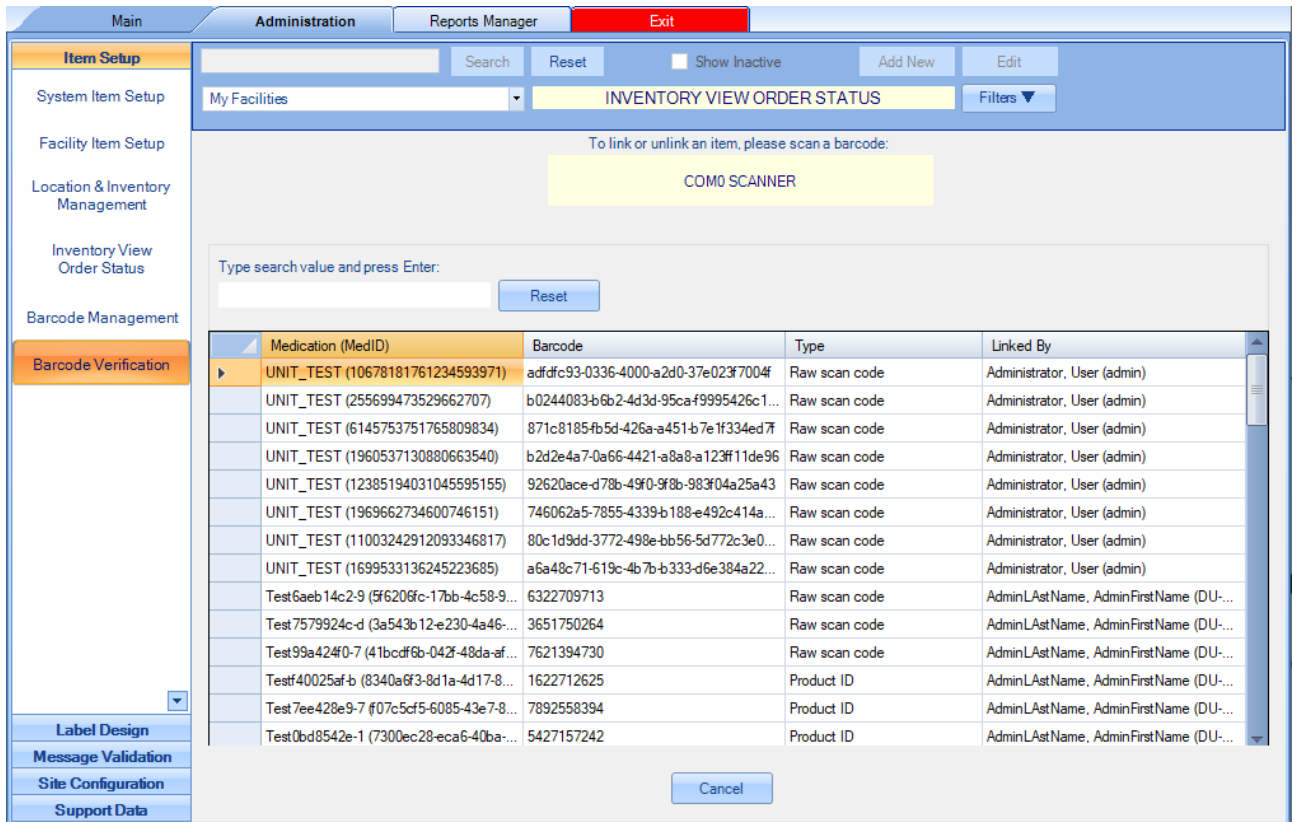 Main Administration Reports Manager Exit
Item Setup
System Item Setup
Facility Item Setup
Location & Inventory
Management
Inventory View
Order Status
Barcode Management
Barcode Verification
Label Design
Message Validation
Site Configuration
Support Data
Search Reset Show Inactive Add New Edit
My Facilities INVENTORY VIEW ORDER STATUS Filters ▼
To link or unlink an item, please scan a barcode:
COM0 SCANNER
Type search value and press Enter:
Reset
Medication (MedID) Barcode Type Linked By
UNIT_TEST (10678181761234593971) adfdfc93-0336-4000-a2d0-37e023f7004f Raw scan code Administrator, User (admin)
UNIT_TEST (255699473529662707) b0244083-b6b2-4d3d-95ca-f9995426c1... Raw scan code Administrator, User (admin)
UNIT_TEST (6145753751765809834) 871c8185-fb5d-426a-a451-b7e1f334ed7f Raw scan code Administrator, User (admin)
UNIT_TEST (1960537130880663540) b2d2e4a7-0a66-4421-a8a8-a123ff11de96 Raw scan code Administrator, User (admin)
UNIT_TEST (12385194031045595155) 92620ace-d78b-49f0-9f8b-983f04a25a43 Raw scan code Administrator, User (admin)
UNIT_TEST (1969662734600746151) 746062a5-7855-4339-b188-e492c414a... Raw scan code Administrator, User (admin)
UNIT_TEST (11003242912093346817) 80c1d9dd-3772-498e-bb56-5d772c3e0... Raw scan code Administrator, User (admin)
UNIT_TEST (1699533136245223685) a6a48c71-619c-4b7b-b333-d6e384a22... Raw scan code Administrator, User (admin)
Test6aeb14c2-9 (5f6206fc-17bb-4c58-9... 6322709713 Raw scan code AdminLAstName, AdminFirstName (DU-...
Test7579924c-d (3a543b12-e230-4a46-... 3651750264 Raw scan code AdminLAstName, AdminFirstName (DU-...
Test99a424f0-7 (41bcdf6b-042f-48da-af... 7621394730 Raw scan code AdminLAstName, AdminFirstName (DU-...
Testf40025af-b (8340a6f3-8d1a-4d17-8... 1622712625 Product ID AdminLAstName, AdminFirstName (DU-...
Test7ee428e9-7 (f07c5cf5-6085-43e7-8... 7892558394 Product ID AdminLAstName, AdminFirstName (DU-...
Test0bd8542e-1 (7300ec28-eca6-40ba-... 5427157242 Product ID AdminLAstName, AdminFirstName (DU-...
Cancel